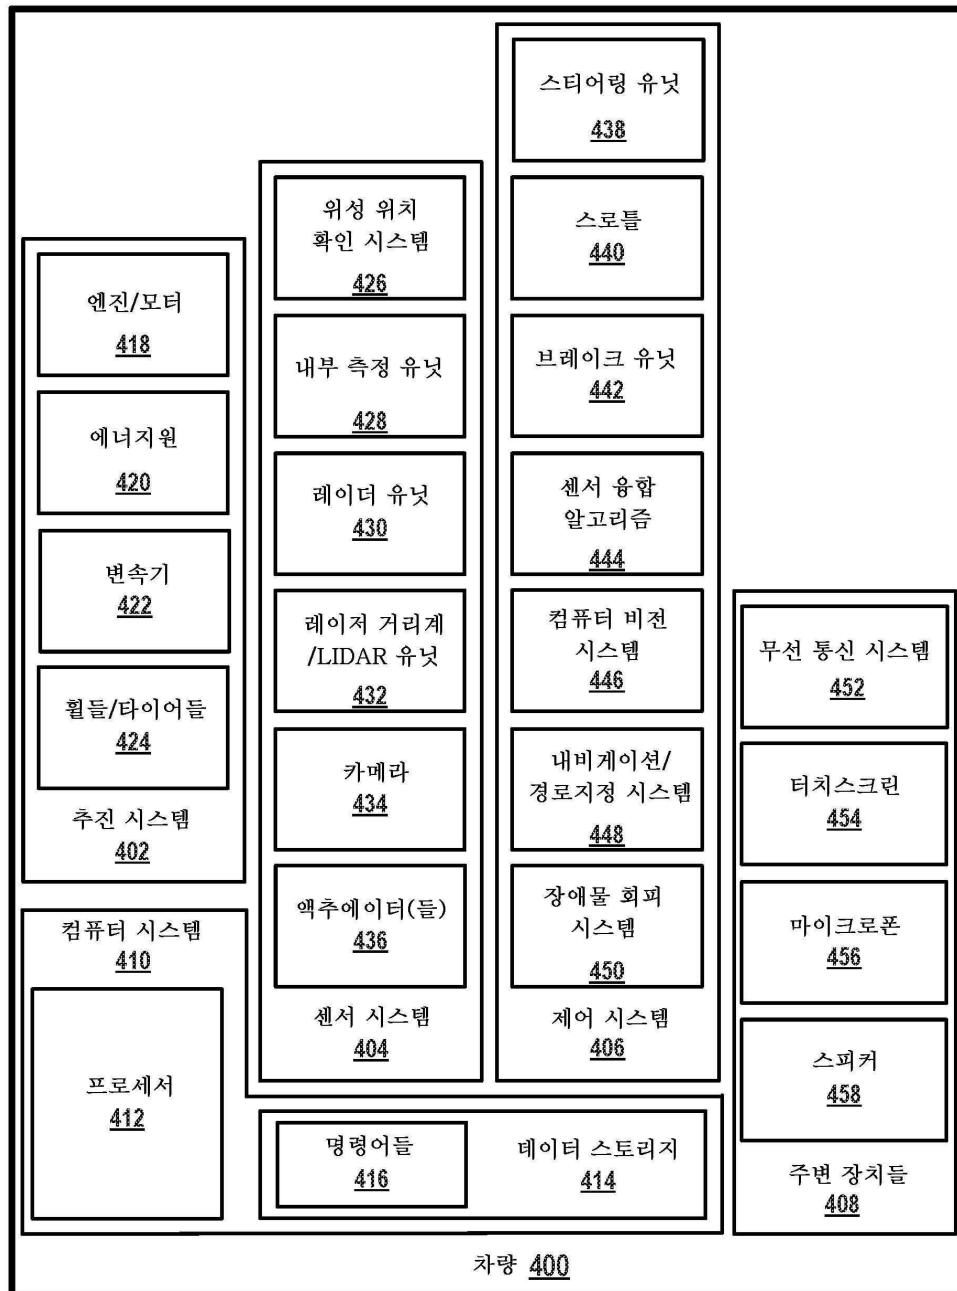 엔진/모터
418
에너지원
420
변속기
422
휠들/타이어들
424
추진 시스템
402
위성 위치
확인 시스템
426
내부 측정 유닛
428
레이더 유닛
430
레이저 거리계
/LIDAR 유닛
432
카메라
434
액추에이터(들)
436
센서 시스템
404
스티어링 유닛
438
스로틀
440
브레이크 유닛
442
센서 융합
알고리즘
444
컴퓨터 비전
시스템
446
내비게이션/
경로지정 시스템
448
장애물 회피
시스템
450
제어 시스템
406
무선 통신 시스템
452
터치스크린
454
마이크로폰
456
스피커
458
주변 장치들
408
컴퓨터 시스템
410
프로세서
412
명령어들
416
데이터 스토리지
414
차량 400